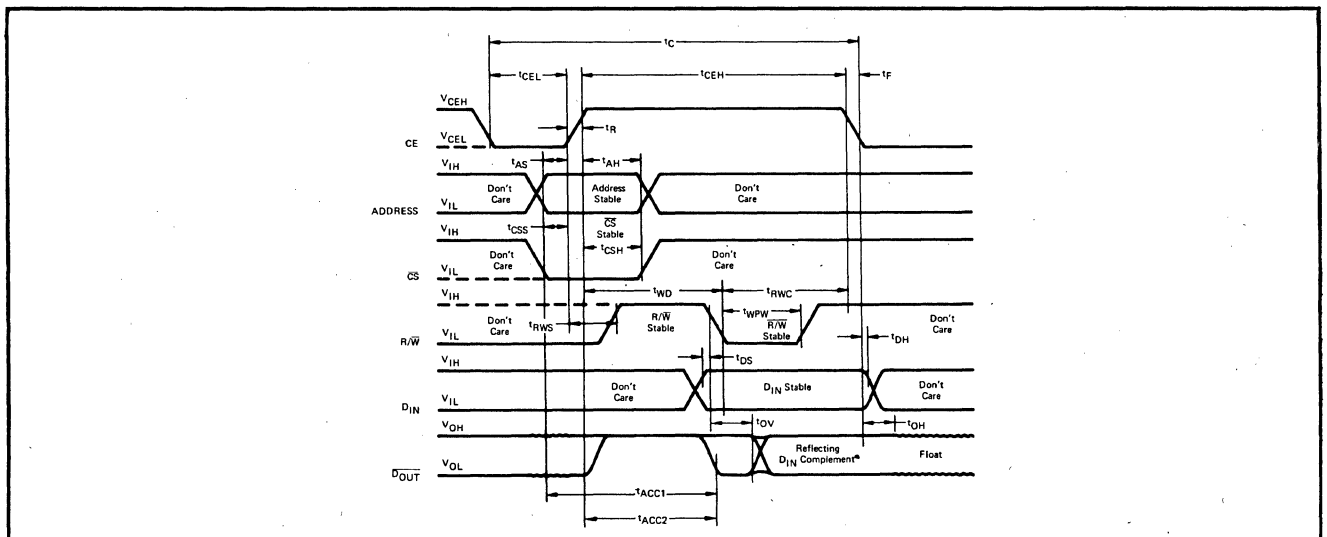 tC
tCEL
tCEH
tF
VCEH
tR
CE
VCEL
tAS
tAH
VIH
Don't Care
Address Stable
Don't Care
ADDRESS
VIL
tCSS
CS Stable
VIH
tCSH
Don't Care
Don't Care
CS
VIL
tWD
tRWC
VIH
tWPW
Don't Care
tRWS
R/W Stable
R/W Stable
Don't Care
R/W
VIL
tDH
VIH
tDS
Don't Care
DIN Stable
Don't Care
DIN
VIL
tOV
tOH
VOH
Reflecting
DIN Complement*
Float
DOUT
VOL
tACC1
tACC2